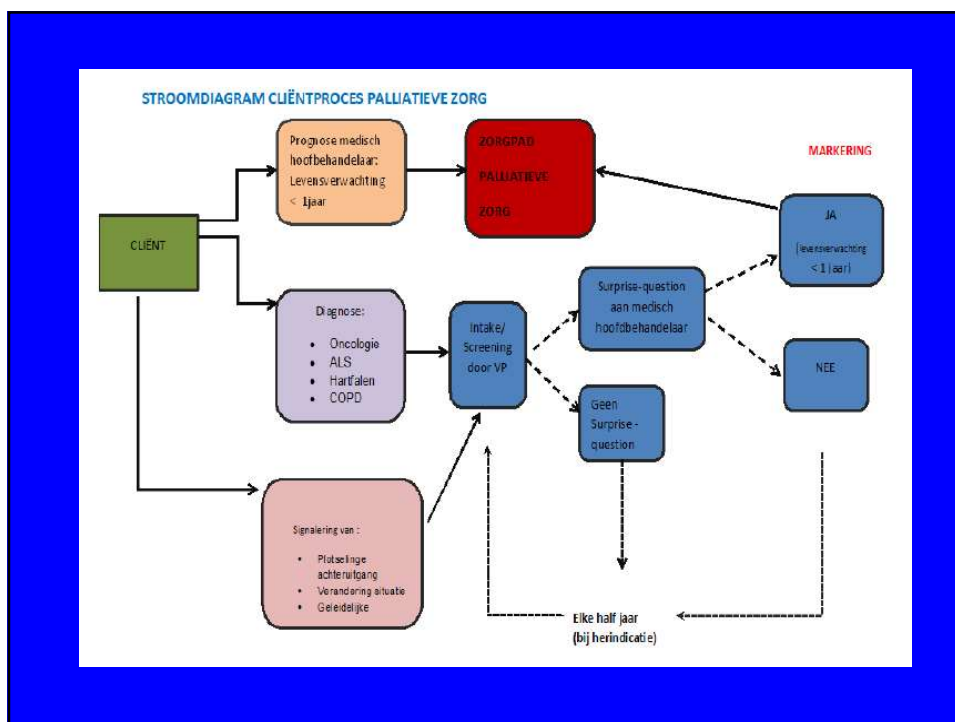 STROOMDIAGRAM CLIËNTPROCES PALLIATIEVE ZORG
Prognose medisch
hoofbehandelaar:
Levensverwachting
< 1jaar
ZORGPAD
PALLIATIEVE
ZORG
MARKERING
CLIËNT
JA
(levensverwachting
< 1 jaar)
Diagnose:
• Oncologie
• ALS
• Hartfalen
• COPD
Intake/
Screening
door VP
Surprise-question
aan medisch
hoofdbehandelaar
NEE
Geen
Surprise -
question
Signalering van :
• Plotselinge
achteruitgang
• Verandering situatie
• Geleidelijke
Elke half jaar
(bij herindicatie)